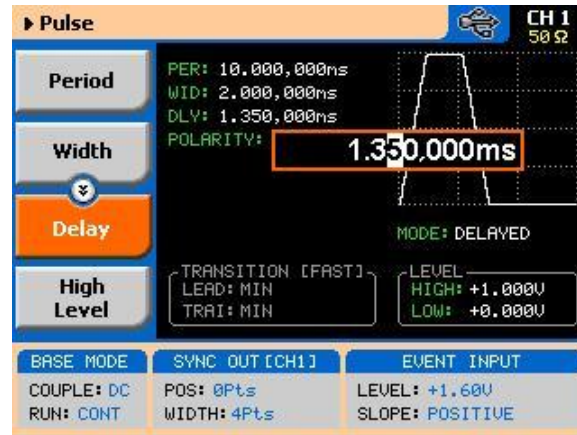 Pulse
CH 1
50 Ω
Period
Width
Delay
High
Level
PER: 10.000,000ms
WID: 2.000,000ms
DLY: 1.350,000ms
POLARITY:
1.350,000ms
MODE: DELAYED
TRANSITION [FAST]
LEAD: MIN
TRAI: MIN
LEVEL
HIGH: +1.000V
LOW: +0.000V
BASE MODE
COUPLE: DC
RUN: CONT
SYNC OUT [CH1]
POS: 0Pts
WIDTH: 4Pts
EVENT INPUT
LEVEL: +1.60V
SLOPE: POSITIVE